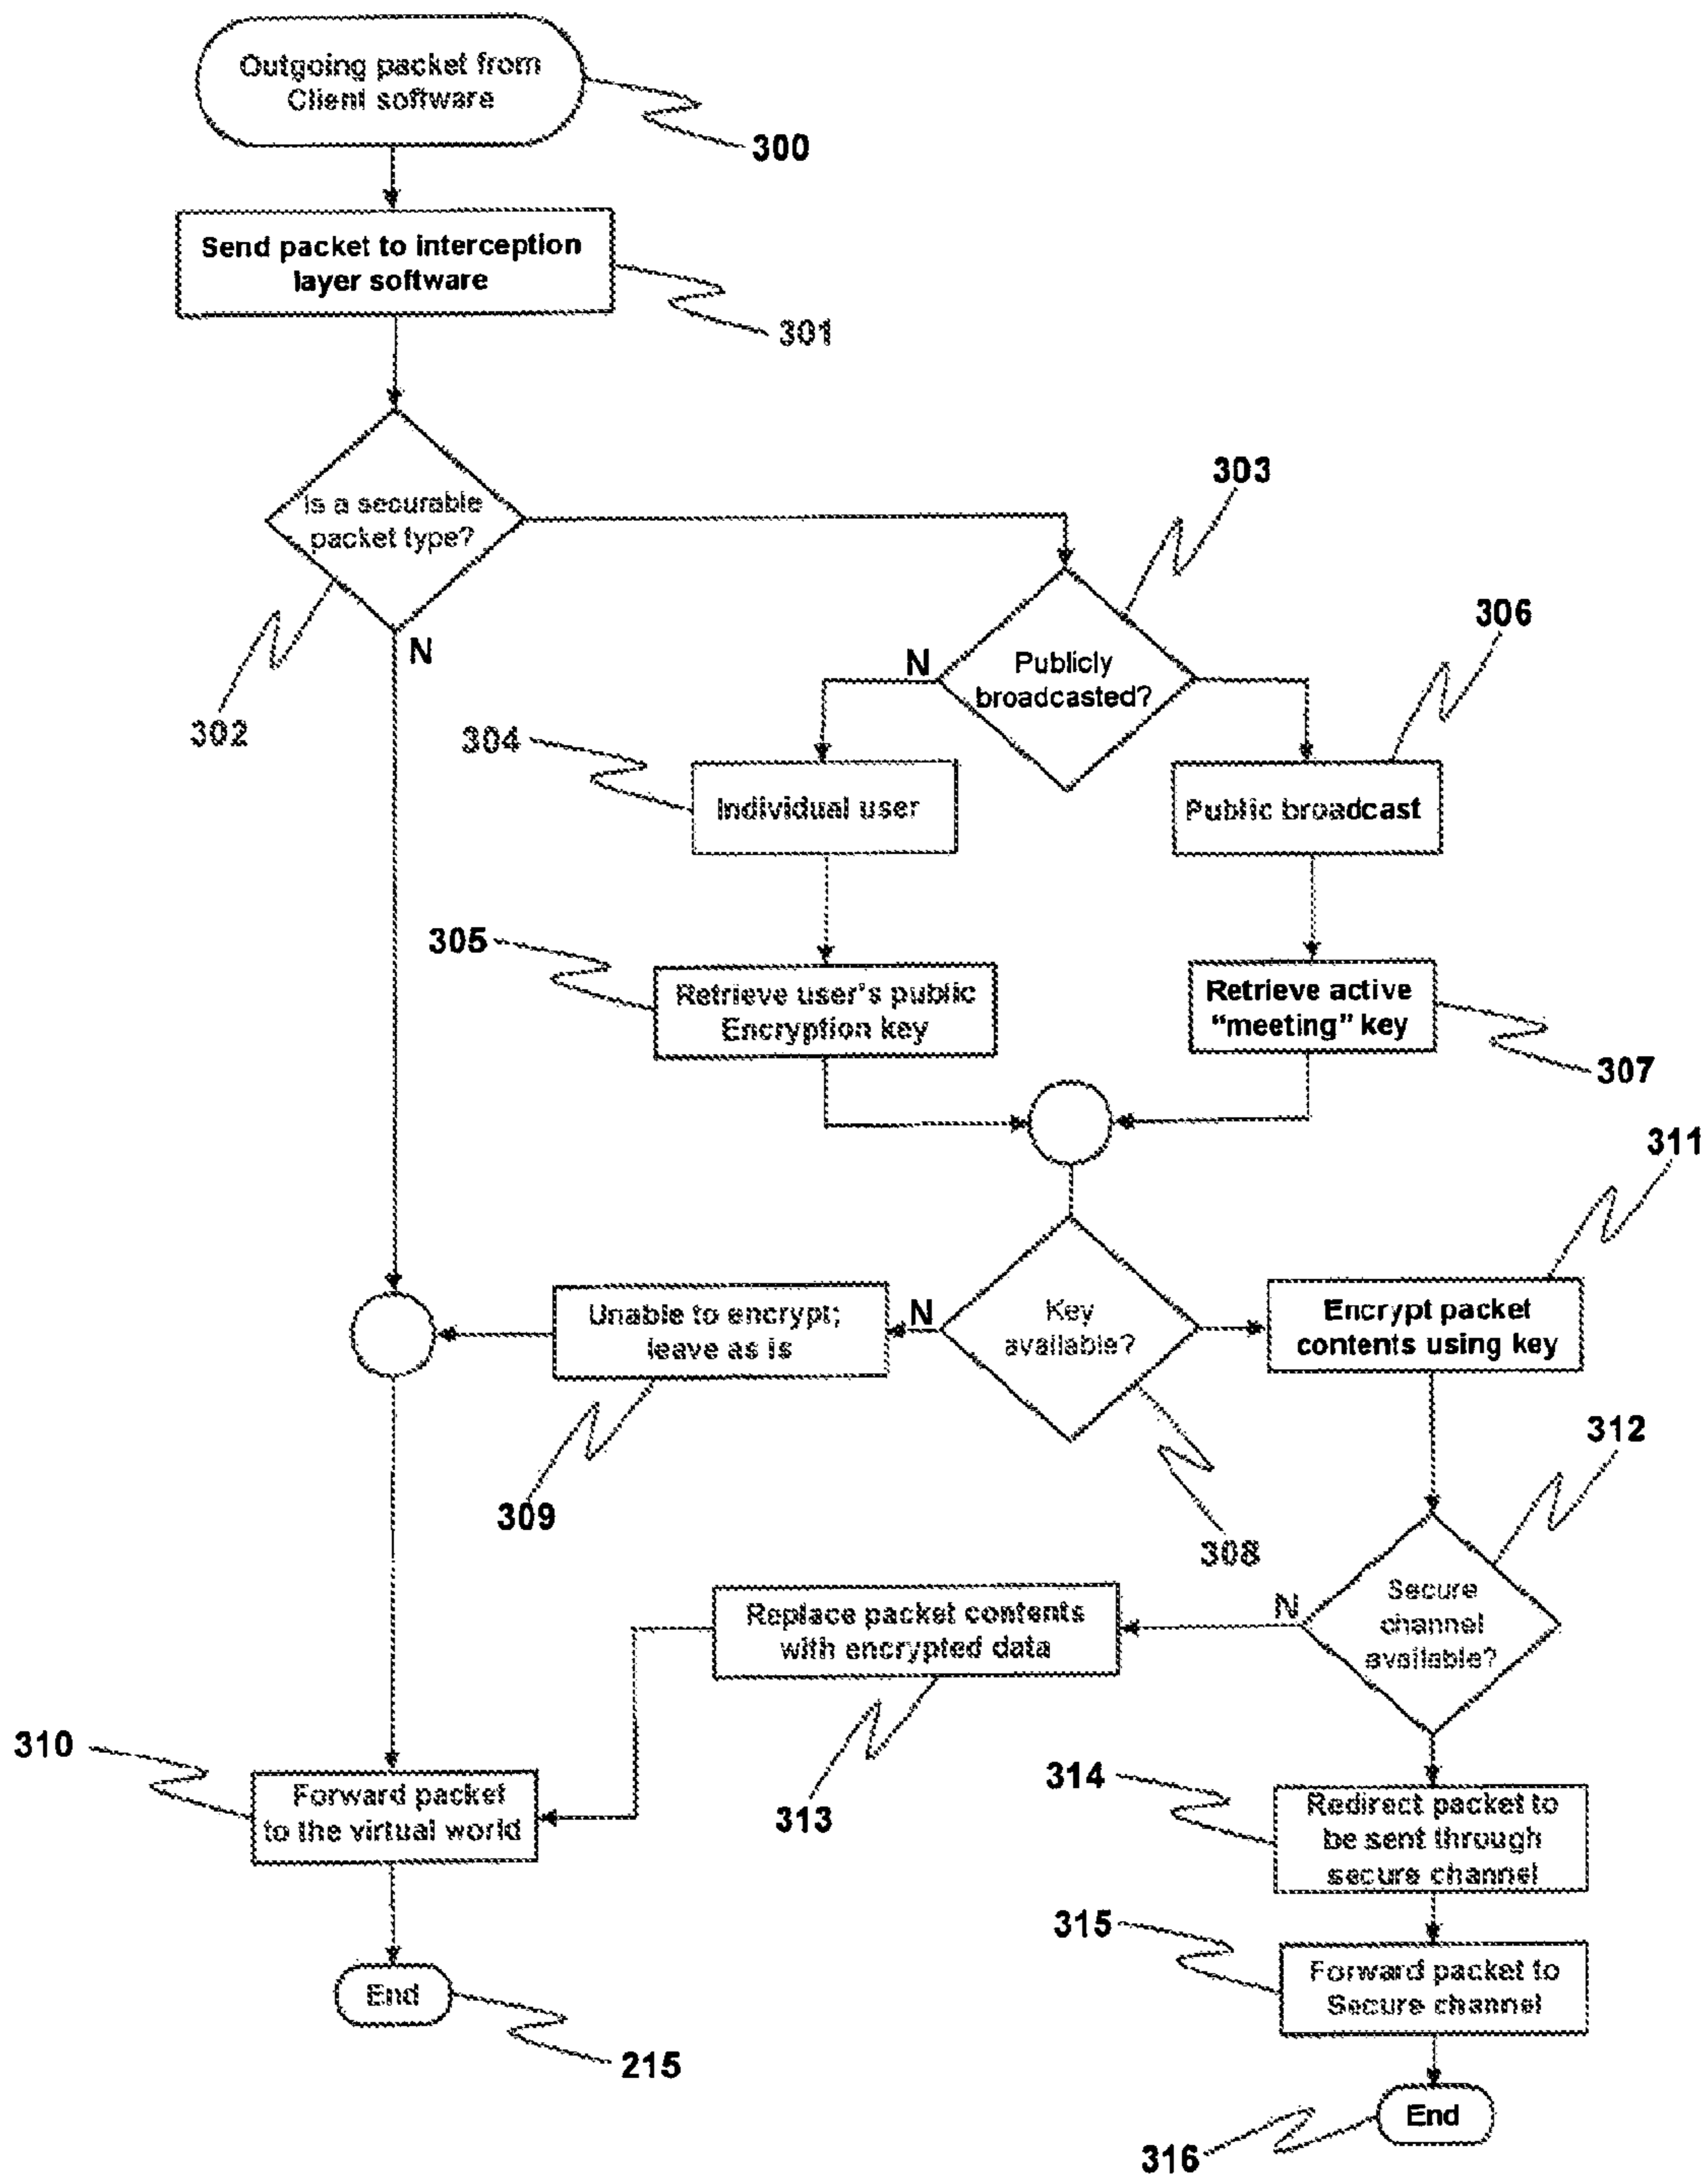 Outgoing packet from
Client software
300
Send packet to interception
layer software
301
Is a securable
packet type?
302
N
303
Publicly
broadcasted?
N
306
304
Individual user
Public broadcast
305
Retrieve user's public
Encryption key
Retrieve active
“meeting” key
307
311
Unable to encrypt;
leave as is
N
Key
available?
Encrypt packet
contents using key
309
308
312
Replace packet contents
with encrypted data
N
Secure
channel
available?
310
Forward packet
to the virtual world
313
314
Redirect packet to
be sent through
secure channel
315
Forward packet to
Secure channel
End
215
End
316